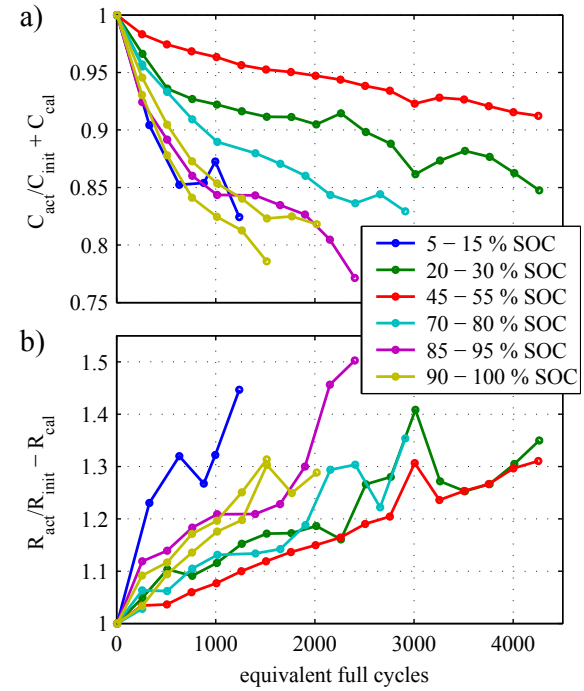 a)
1
0.95
0.9
0.85
0.8
0.75
C_act/C_init + C_cal
5 − 15 % SOC
20 − 30 % SOC
45 − 55 % SOC
70 − 80 % SOC
85 − 95 % SOC
90 − 100 % SOC
b)
1.5
1.4
1.3
1.2
1.1
1
R_act/R_init − R_cal
0 1000 2000 3000 4000
equivalent full cycles